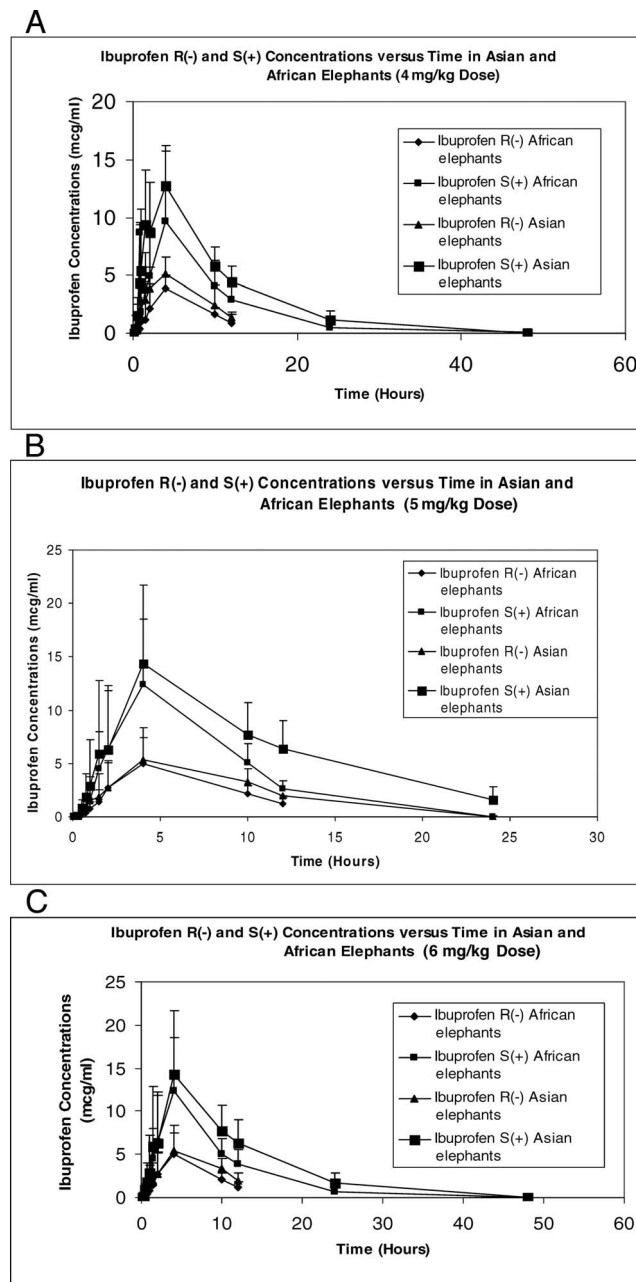 A
Ibuprofen R(-) and S(+) Concentrations versus Time in Asian and
African Elephants (4 mg/kg Dose)
Ibuprofen Concentrations (mcg/ml)
20
15
10
5
0
0
20
40
60
Time (Hours)
Ibuprofen R(-) African
elephants
Ibuprofen S(+) African
elephants
Ibuprofen R(-) Asian
elephants
Ibuprofen S(+) Asian
elephants
B
Ibuprofen R(-) and S(+) Concentrations versus Time in Asian and
African Elephants (5 mg/kg Dose)
Ibuprofen Concentrations (mcg/ml)
25
20
15
10
5
0
0
5
10
15
20
25
30
Time (Hours)
Ibuprofen R(-) African
elephants
Ibuprofen S(+) African
elephants
Ibuprofen R(-) Asian
elephants
Ibuprofen S(+) Asian
elephants
C
Ibuprofen R(-) and S(+) Concentrations versus Time in Asian and
African Elephants (6 mg/kg Dose)
Ibuprofen Concentrations
(mcg/ml)
25
20
15
10
5
0
0
10
20
30
40
50
60
Time (Hours)
Ibuprofen R(-) African
elephants
Ibuprofen S(+) African
elephants
Ibuprofen R(-) Asian
elephants
Ibuprofen S(+) Asian
elephants